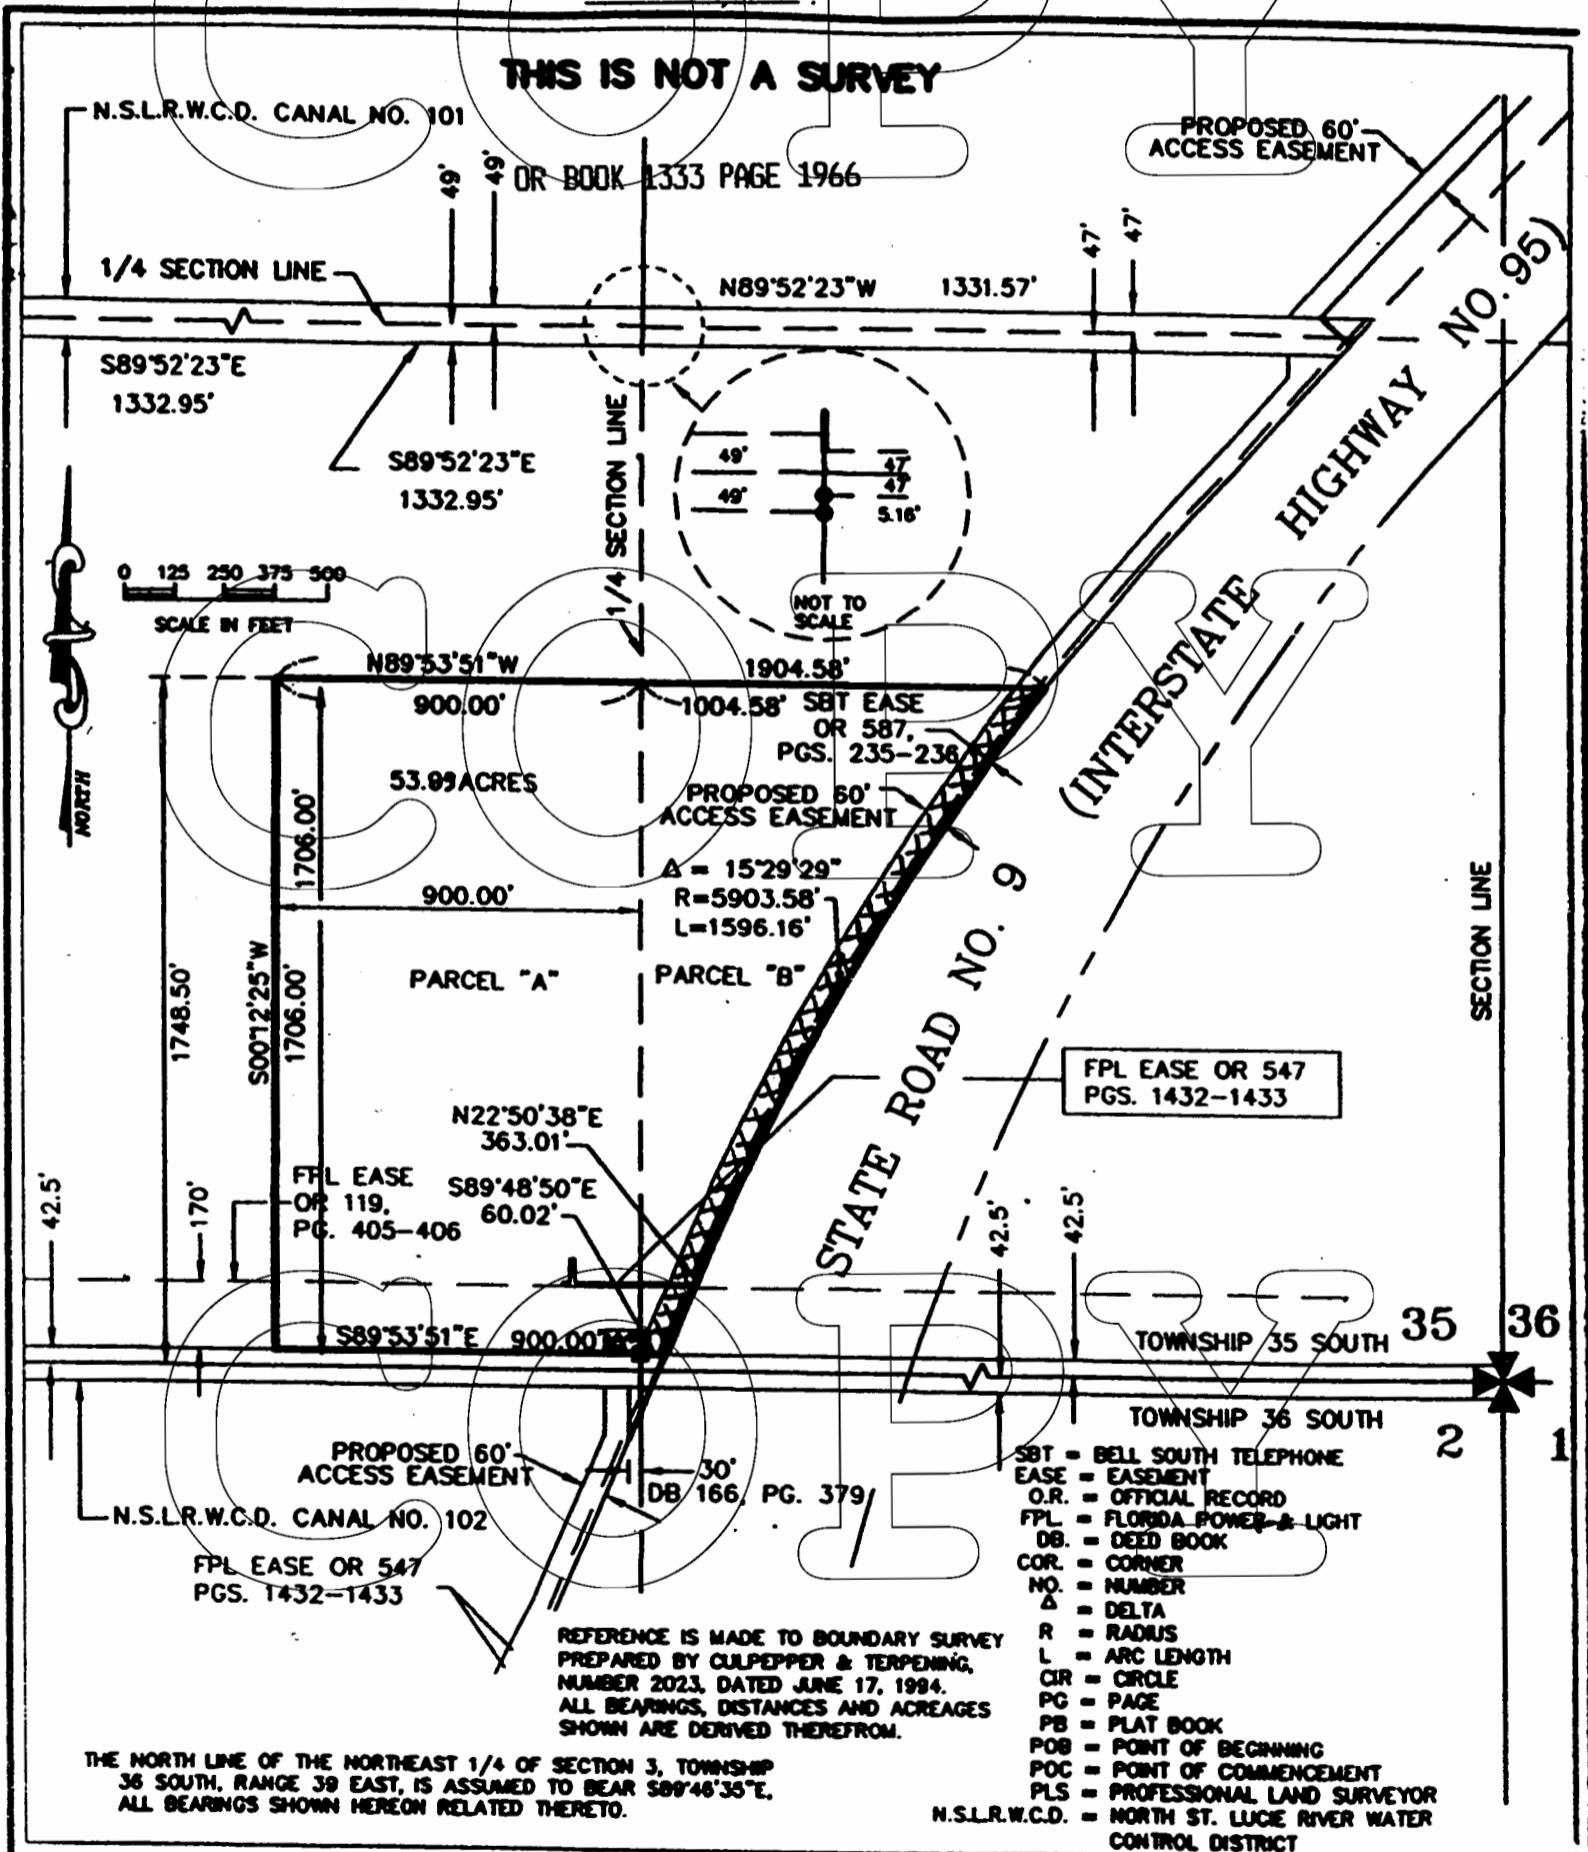 THIS IS NOT A SURVEY
N.S.L.R.W.C.D. CANAL NO. 101
PROPOSED 60'
ACCESS EASEMENT
OR BOOK 1333 PAGE 1966
49'
49'
47'
47'
1/4 SECTION LINE
N89°52'23"W 1331.57'
S89°52'23"E
1332.95'
S89°52'23"E
1332.95'
1/4 SECTION LINE
49'
47'
47'
49'
5.16'
NOT TO
SCALE
0 125 250 375 500
SCALE IN FEET
NORTH
N89°53'51"W
1904.58'
900.00'
1004.58'
SBT EASE
OR 587,
PGS. 235-236
53.99 ACRES
PROPOSED 60'
ACCESS EASEMENT
Δ = 15°29'29"
R=5903.58'
L=1596.16'
1706.00'
900.00'
PARCEL "A"
PARCEL "B"
1748.50'
S00°12'25"W
1706.00'
STATE ROAD NO. 9
(INTERSTATE HIGHWAY NO. 95)
SECTION LINE
FPL EASE OR 547
PGS. 1432-1433
N22°50'38"E
363.01'
S89°48'50"E
60.02'
FPL EASE
OR 119,
PG. 405-406
42.5'
170'
42.5'
42.5'
S89°53'51"E 900.00'
35 36
TOWNSHIP 35 SOUTH
TOWNSHIP 36 SOUTH
2 1
PROPOSED 60'
ACCESS EASEMENT
30'
DB 166, PG. 379
N.S.L.R.W.C.D. CANAL NO. 102
FPL EASE OR 547
PGS. 1432-1433
SBT = BELL SOUTH TELEPHONE
EASE = EASEMENT
O.R. = OFFICIAL RECORD
FPL = FLORIDA POWER & LIGHT
DB. = DEED BOOK
COR. = CORNER
NO. = NUMBER
Δ = DELTA
R = RADIUS
L = ARC LENGTH
CIR = CIRCLE
PG = PAGE
PB = PLAT BOOK
POB = POINT OF BEGINNING
POC = POINT OF COMMENCEMENT
PLS = PROFESSIONAL LAND SURVEYOR
N.S.L.R.W.C.D. = NORTH ST. LUCIE RIVER WATER
CONTROL DISTRICT
REFERENCE IS MADE TO BOUNDARY SURVEY
PREPARED BY CULPEPPER & TERPENING,
NUMBER 2023, DATED JUNE 17, 1994.
ALL BEARINGS, DISTANCES AND ACREAGES
SHOWN ARE DERIVED THEREFROM.
THE NORTH LINE OF THE NORTHEAST 1/4 OF SECTION 3, TOWNSHIP
36 SOUTH, RANGE 39 EAST, IS ASSUMED TO BEAR S89°46'35"E,
ALL BEARINGS SHOWN HEREON RELATED THERETO.
COPY
COPY
COPY